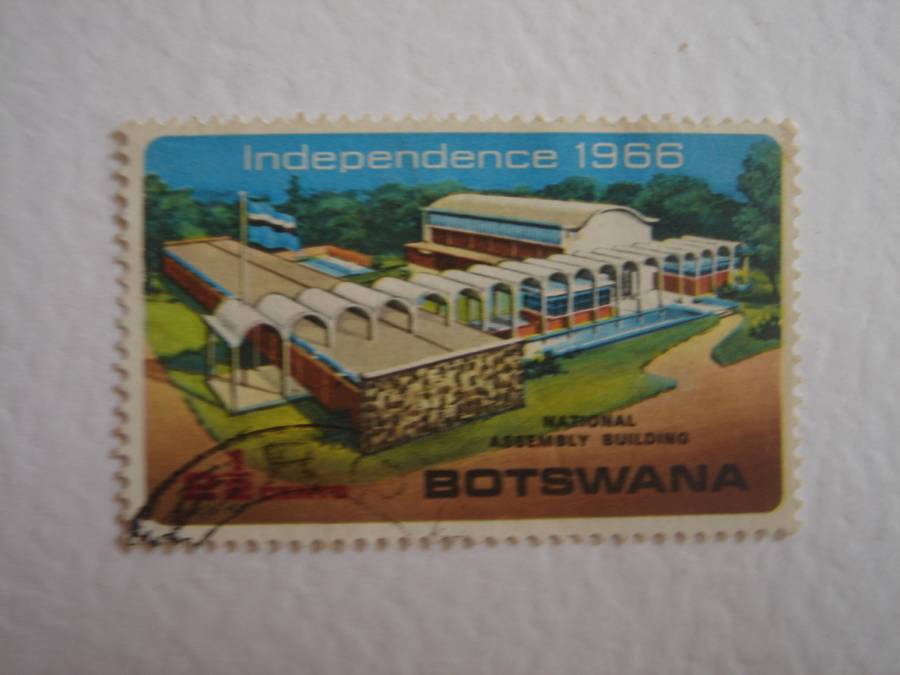 Independence 1966
NATIONAL
ASSEMBLY BUILDING
2½ CENTS
BOTSWANA